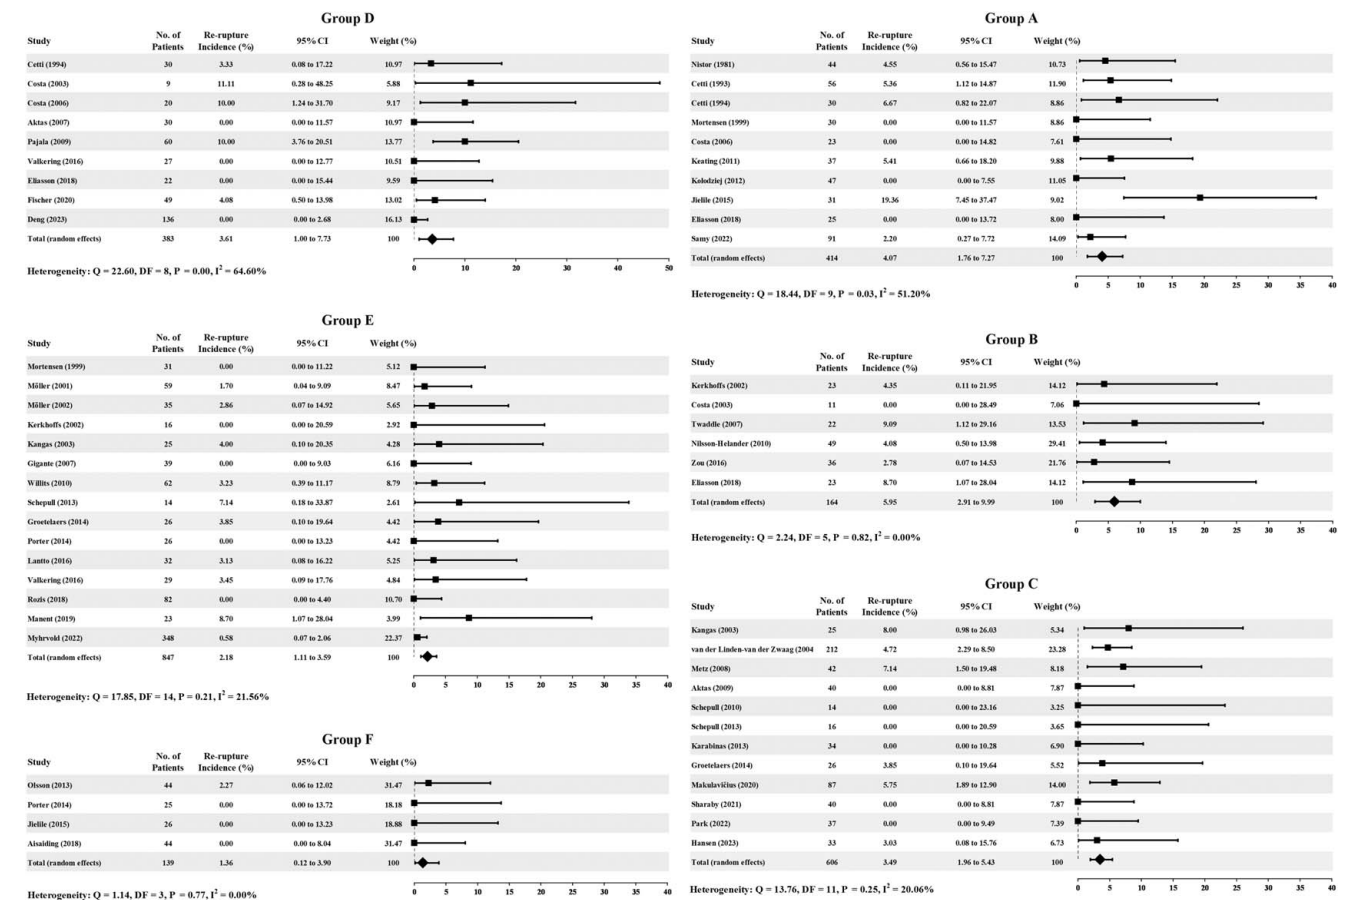 Group D
Study No. of Patients Re-rupture Incidence (%) 95% CI Weight (%)
Cetti (1994) 30 3.33 0.08 to 17.22 10.97
Costa (2003) 9 11.11 0.28 to 48.25 5.88
Costa (2006) 20 10.00 1.24 to 31.70 9.17
Aktas (2007) 30 0.00 0.00 to 11.57 10.97
Pajala (2009) 60 10.00 3.76 to 20.51 13.77
Valkering (2016) 27 0.00 0.00 to 12.77 10.51
Eliasson (2018) 22 0.00 0.00 to 15.44 9.59
Fischer (2020) 49 4.08 0.50 to 13.98 13.02
Deng (2023) 136 0.00 0.00 to 2.68 16.13
Total (random effects) 383 3.61 1.00 to 7.73 100
0 10 20 30 40 50
Heterogeneity: Q = 22.60, DF = 8, P = 0.00, I² = 64.60%
Group E
Study No. of Patients Re-rupture Incidence (%) 95% CI Weight (%)
Mortensen (1999) 31 0.00 0.00 to 11.22 5.12
Möller (2001) 59 1.70 0.04 to 9.09 8.47
Möller (2002) 35 2.86 0.07 to 14.92 5.65
Kerkhoffs (2002) 16 0.00 0.00 to 20.59 2.92
Kangas (2003) 25 4.00 0.10 to 20.35 4.28
Gigante (2007) 39 0.00 0.00 to 9.03 6.16
Willits (2010) 62 3.23 0.39 to 11.17 8.79
Schepull (2013) 14 7.14 0.18 to 33.87 2.61
Groetelaers (2014) 26 3.85 0.10 to 19.64 4.42
Porter (2014) 26 0.00 0.00 to 13.23 4.42
Lantto (2016) 32 3.13 0.08 to 16.22 5.25
Valkering (2016) 29 3.45 0.09 to 17.76 4.84
Rozis (2018) 82 0.00 0.00 to 4.40 10.70
Manent (2019) 23 8.70 1.07 to 28.04 3.99
Myhrvold (2022) 348 0.58 0.07 to 2.06 22.37
Total (random effects) 847 2.18 1.11 to 3.59 100
0 5 10 15 20 25 30 35 40
Heterogeneity: Q = 17.85, DF = 14, P = 0.21, I² = 21.56%
Group F
Study No. of Patients Re-rupture Incidence (%) 95% CI Weight (%)
Olsson (2013) 44 2.27 0.06 to 12.02 31.47
Porter (2014) 25 0.00 0.00 to 13.72 18.18
Jielile (2015) 26 0.00 0.00 to 13.23 18.88
Aisaiding (2018) 44 0.00 0.00 to 8.04 31.47
Total (random effects) 139 1.36 0.12 to 3.90 100
0 5 10 15 20 25 30 35 40
Heterogeneity: Q = 1.14, DF = 3, P = 0.77, I² = 0.00%
Group A
Study No. of Patients Re-rupture Incidence (%) 95% CI Weight (%)
Nistor (1981) 44 4.55 0.56 to 15.47 10.73
Cetti (1993) 56 5.36 1.12 to 14.87 11.90
Cetti (1994) 30 6.67 0.82 to 22.07 8.86
Mortensen (1999) 30 0.00 0.00 to 11.57 8.86
Costa (2006) 23 0.00 0.00 to 14.82 7.61
Keating (2011) 37 5.41 0.66 to 18.20 9.88
Kołodziej (2012) 47 0.00 0.00 to 7.55 11.05
Jielile (2015) 31 19.36 7.45 to 37.47 9.02
Eliasson (2018) 25 0.00 0.00 to 13.72 8.00
Samy (2022) 91 2.20 0.27 to 7.72 14.09
Total (random effects) 414 4.07 1.76 to 7.27 100
0 5 10 15 20 25 30 35 40
Heterogeneity: Q = 18.44, DF = 9, P = 0.03, I² = 51.20%
Group B
Study No. of Patients Re-rupture Incidence (%) 95% CI Weight (%)
Kerkhoffs (2002) 23 4.35 0.11 to 21.95 14.12
Costa (2003) 11 0.00 0.00 to 28.49 7.06
Twaddle (2007) 22 9.09 1.12 to 29.16 13.53
Nilsson-Helander (2010) 49 4.08 0.50 to 13.98 29.41
Zou (2016) 36 2.78 0.07 to 14.53 21.76
Eliasson (2018) 23 8.70 1.07 to 28.04 14.12
Total (random effects) 164 5.95 2.91 to 9.99 100
0 5 10 15 20 25 30 35 40
Heterogeneity: Q = 2.24, DF = 5, P = 0.82, I² = 0.00%
Group C
Study No. of Patients Re-rupture Incidence (%) 95% CI Weight (%)
Kangas (2003) 25 8.00 0.98 to 26.03 5.34
van der Linden-van der Zwaag (2004 212 4.72 2.29 to 8.50 23.28
Metz (2008) 42 7.14 1.50 to 19.48 8.18
Aktas (2009) 40 0.00 0.00 to 8.81 7.87
Schepull (2010) 14 0.00 0.00 to 23.16 3.25
Schepull (2013) 16 0.00 0.00 to 20.59 3.65
Karabinas (2013) 34 0.00 0.00 to 10.28 6.90
Groetelaers (2014) 26 3.85 0.10 to 19.64 5.52
Makulavičius (2020) 87 5.75 1.89 to 12.90 14.00
Sharaby (2021) 40 0.00 0.00 to 8.81 7.87
Park (2022) 37 0.00 0.00 to 9.49 7.39
Hansen (2023) 33 3.03 0.08 to 15.76 6.73
Total (random effects) 606 3.49 1.96 to 5.43 100
0 5 10 15 20 25 30 35 40
Heterogeneity: Q = 13.76, DF = 11, P = 0.25, I² = 20.06%